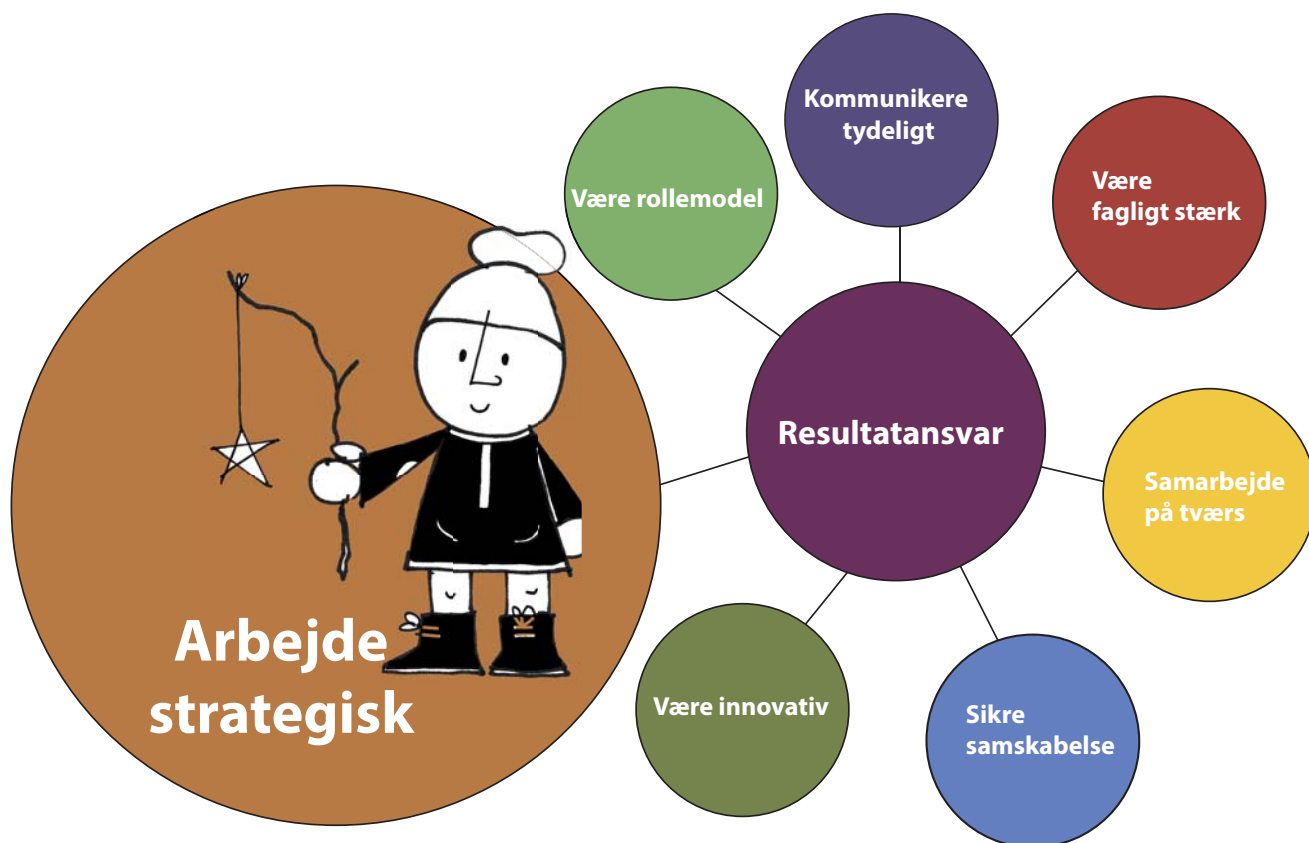 Kommunikere
tydeligt
Være rollemodel
Være
fagligt stærk
Resultatansvar
Samarbejde
på tværs
Arbejde
strategisk
Være innovativ
Sikre
samskabelse